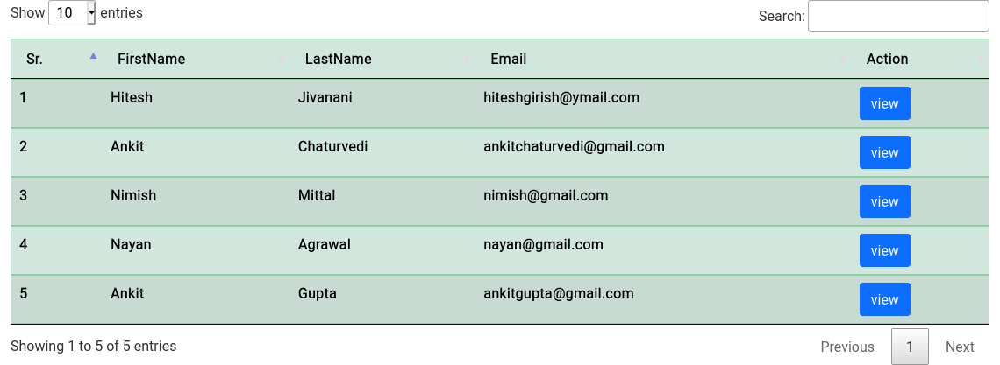 Show 10 entries
Search:
Sr. FirstName LastName Email Action
1 Hitesh Jivanani hiteshgirish@ymail.com view
2 Ankit Chaturvedi ankitchaturvedi@gmail.com view
3 Nimish Mittal nimish@gmail.com view
4 Nayan Agrawal nayan@gmail.com view
5 Ankit Gupta ankitgupta@gmail.com view
Showing 1 to 5 of 5 entries
Previous 1 Next